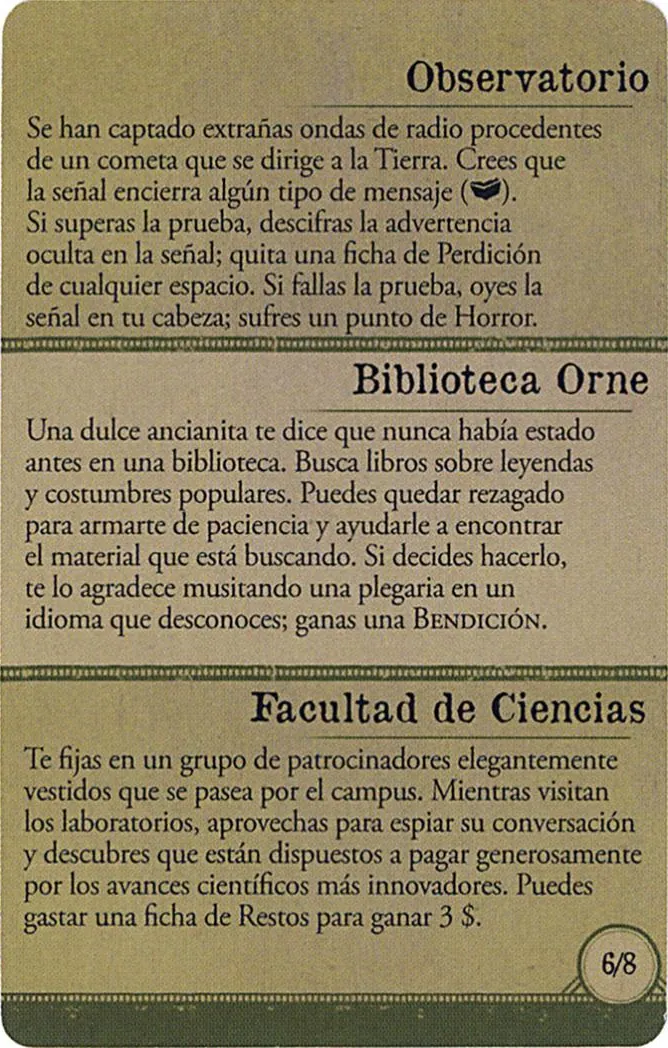 Observatorio
Se han captado extrañas ondas de radio procedentes
de un cometa que se dirige a la Tierra. Crees que
la señal encierra algún tipo de mensaje ( ).
Si superas la prueba, descifras la advertencia
oculta en la señal; quita una ficha de Perdición
de cualquier espacio. Si fallas la prueba, oyes la
señal en tu cabeza; sufres un punto de Horror.
Biblioteca Orne
Una dulce ancianita te dice que nunca había estado
antes en una biblioteca. Busca libros sobre leyendas
y costumbres populares. Puedes quedar rezagado
para armarte de paciencia y ayudarle a encontrar
el material que está buscando. Si decides hacerlo,
te lo agradece musitando una plegaria en un
idioma que desconoces; ganas una BENDICIÓN.
Facultad de Ciencias
Te fijas en un grupo de patrocinadores elegantemente
vestidos que se pasea por el campus. Mientras visitan
los laboratorios, aprovechas para espiar su conversación
y descubres que están dispuestos a pagar generosamente
por los avances científicos más innovadores. Puedes
gastar una ficha de Restos para ganar 3 $.
6/8